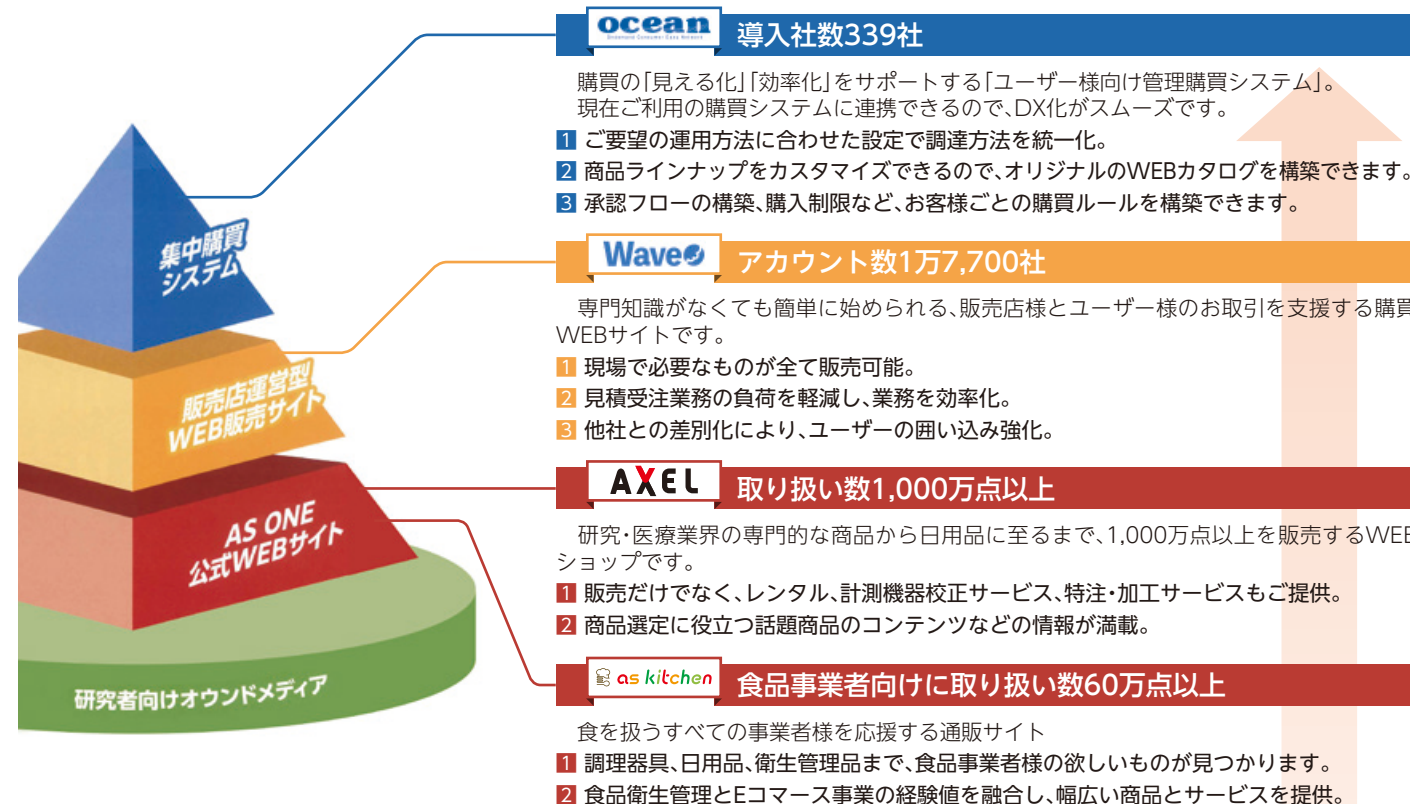 ocean
導入社数339社
購買の「見える化」「効率化」をサポートする「ユーザー様向け管理購買システム」。
現在ご利用の購買システムに連携できるので、DX化がスムーズです。
1 ご要望の運用方法に合わせた設定で調達方法を統一化。
2 商品ラインナップをカスタマイズできるので、オリジナルのWEBカタログを構築できます。
3 承認フローの構築、購入制限など、お客様ごとの購買ルールを構築できます。
集中購買
システム
Wave
アカウント数1万7,700社
専門知識がなくても簡単に始められる、販売店様とユーザー様のお取引を支援する購買
WEBサイトです。
1 現場で必要なものが全て販売可能。
2 見積受注業務の負荷を軽減し、業務を効率化。
3 他社との差別化により、ユーザーの囲い込み強化。
販売店運営型
WEB販売サイト
AXEL
取り扱い数1,000万点以上
研究・医療業界の専門的な商品から日用品に至るまで、1,000万点以上を販売するWEB
ショップです。
1 販売だけでなく、レンタル、計測機器校正サービス、特注・加工サービスもご提供。
2 商品選定に役立つ話題商品のコンテンツなどの情報が満載。
AS ONE
公式WEBサイト
as kitchen
食品事業者向けに取り扱い数60万点以上
食を扱うすべての事業者様を応援する通販サイト
1 調理器具、日用品、衛生管理品まで、食品事業者様の欲しいものが見つかります。
2 食品衛生管理とEコマース事業の経験値を融合し、幅広い商品とサービスを提供。
研究者向けオウンドメディア